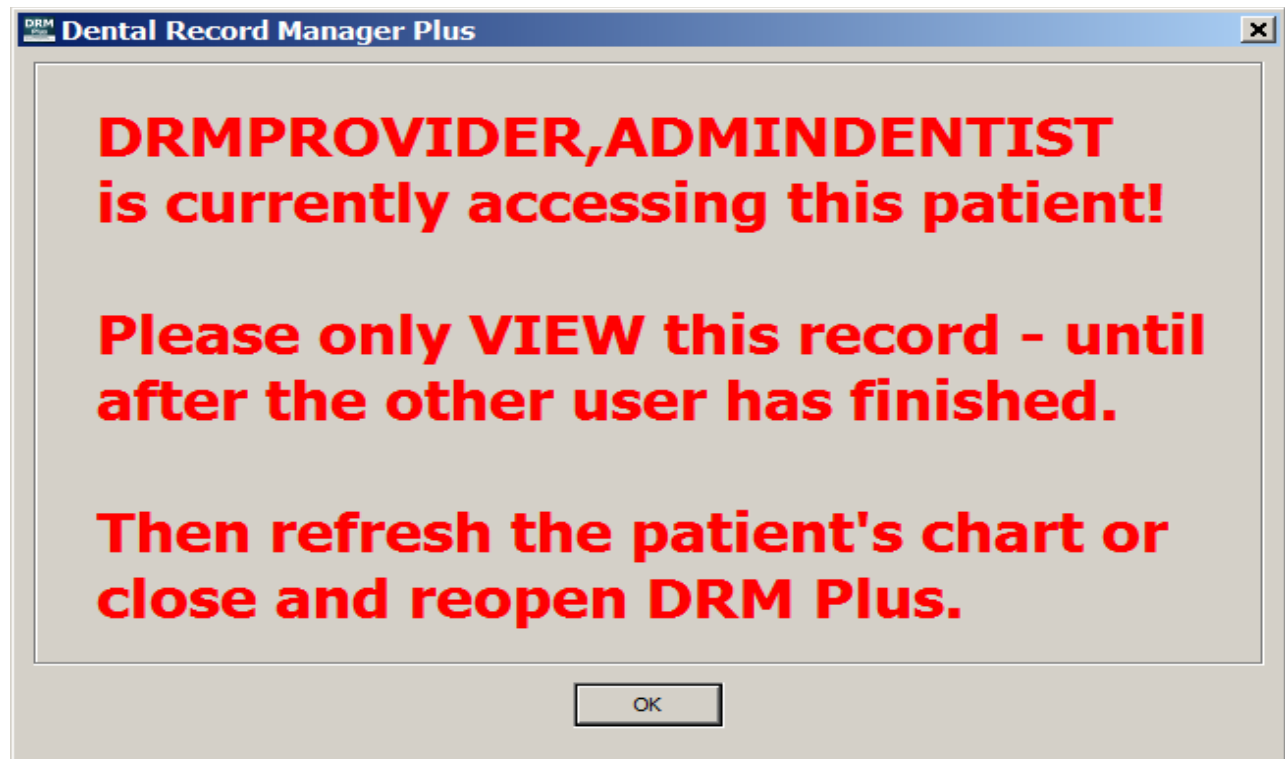 DRM Plus Dental Record Manager Plus
DRMPROVIDER,ADMINDENTIST
is currently accessing this patient!
Please only VIEW this record - until
after the other user has finished.
Then refresh the patient's chart or
close and reopen DRM Plus.
OK